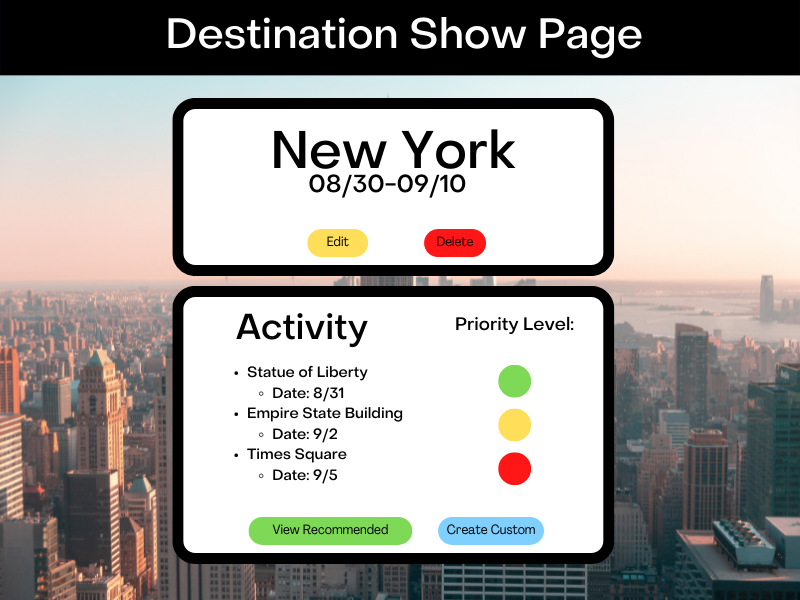 Destination Show Page
New York
08/30-09/10
Edit
Delete
Activity
Priority Level:
Statue of Liberty
Date: 8/31
Empire State Building
Date: 9/2
Times Square
Date: 9/5
View Recommended
Create Custom